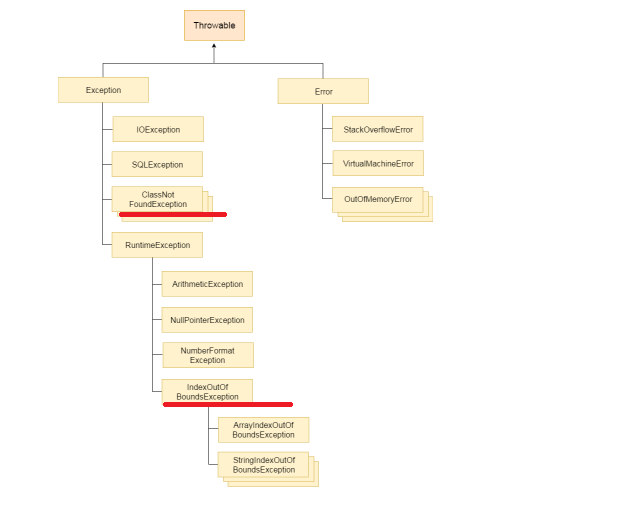 Throwable
Exception
Error
IOException
StackOverflowError
SQLException
VirtualMachineError
ClassNot
FoundException
OutOfMemoryError
RuntimeException
ArithmeticException
NullPointerException
NumberFormat
Exception
IndexOutOf
BoundsException
ArrayIndexOutOf
BoundsException
StringIndexOutOf
BoundsException